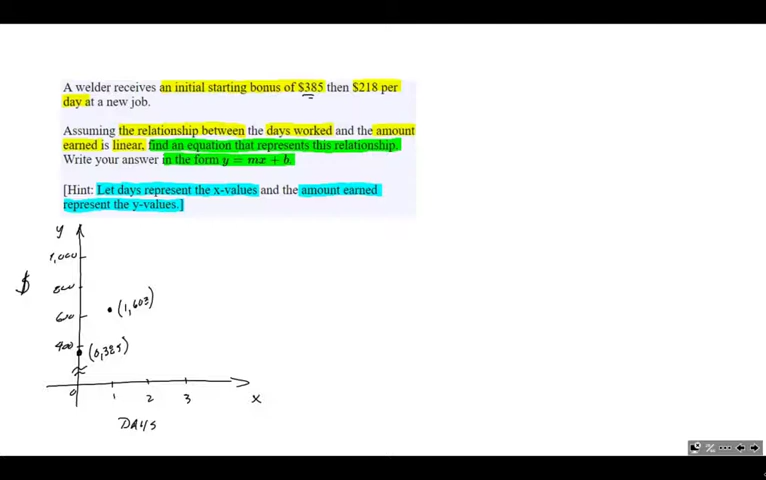 A welder receives an initial starting bonus of $385 then $218 per
day at a new job.
Assuming the relationship between the days worked and the amount
earned is linear, find an equation that represents this relationship.
Write your answer in the form y = mx + b.
[Hint: Let days represent the x-values and the amount earned
represent the y-values.]
y
1,000
$
800
(1,603)
600
400
(0,385)
0
1 2 3
x
DAYS